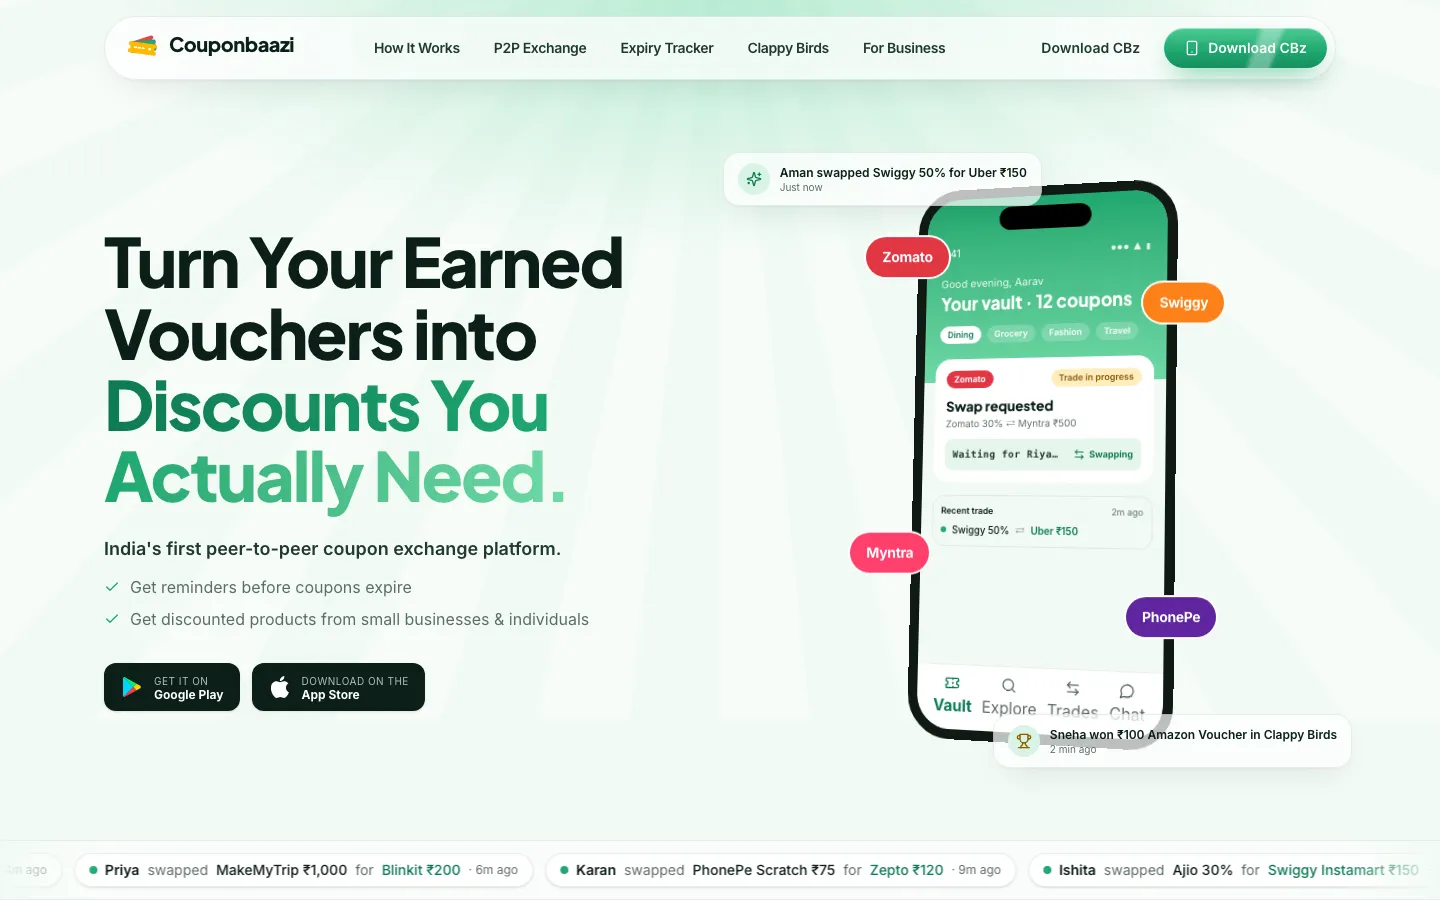 Couponbaazi
How It Works
P2P Exchange
Expiry Tracker
Clappy Birds
For Business
Download CBz
Download CBz
Turn Your Earned
Vouchers into
Discounts You
Actually Need.
India's first peer-to-peer coupon exchange platform.
Get reminders before coupons expire
Get discounted products from small businesses & individuals
GET IT ON
Google Play
DOWNLOAD ON THE
App Store
Aman swapped Swiggy 50% for Uber ₹150
Just now
Zomato
41
Good evening, Aarav
Your vault · 12 coupons
Swiggy
Dining
Grocery
Fashion
Travel
Zomato
Trade in progress
Swap requested
Zomato 30% ⇌ Myntra ₹500
Waiting for Riya…
Swapping
Recent trade
2m ago
Swiggy 50% ⇌ Uber ₹150
Myntra
PhonePe
Vault
Explore
Trades
Chat
Sneha won ₹100 Amazon Voucher in Clappy Birds
2 min ago
ago
Priya swapped MakeMyTrip ₹1,000 for Blinkit ₹200 · 6m ago
Karan swapped PhonePe Scratch ₹75 for Zepto ₹120 · 9m ago
Ishita swapped Ajio 30% for Swiggy Instamart ₹150